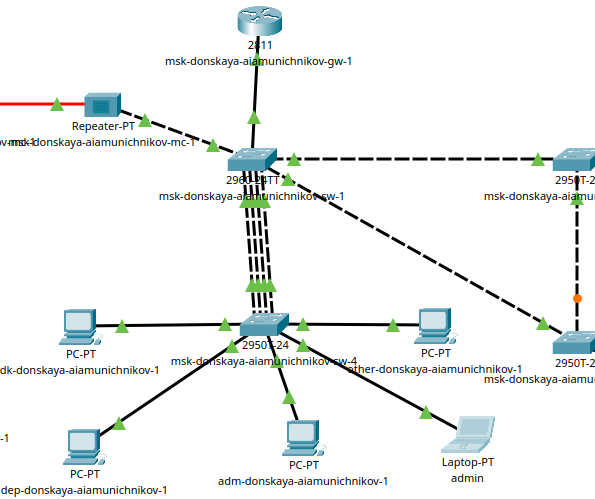 2811
msk-donskaya-aiamunichnikov-gw-1
Repeater-PT
msk-donskaya-aiamunichnikov-mc-1
2960-24TT
msk-donskaya-aiamunichnikov-sw-1
2950T-2
msk-donskaya-aiamu
2950T-24
msk-donskaya-aiamunichnikov-sw-4
PC-PT
dk-donskaya-aiamunichnikov-1
PC-PT
other-donskaya-aiamunichnikov-1
2950T-2
msk-donskaya-aiamu
-1
PC-PT
dep-donskaya-aiamunichnikov-1
PC-PT
adm-donskaya-aiamunichnikov-1
Laptop-PT
admin